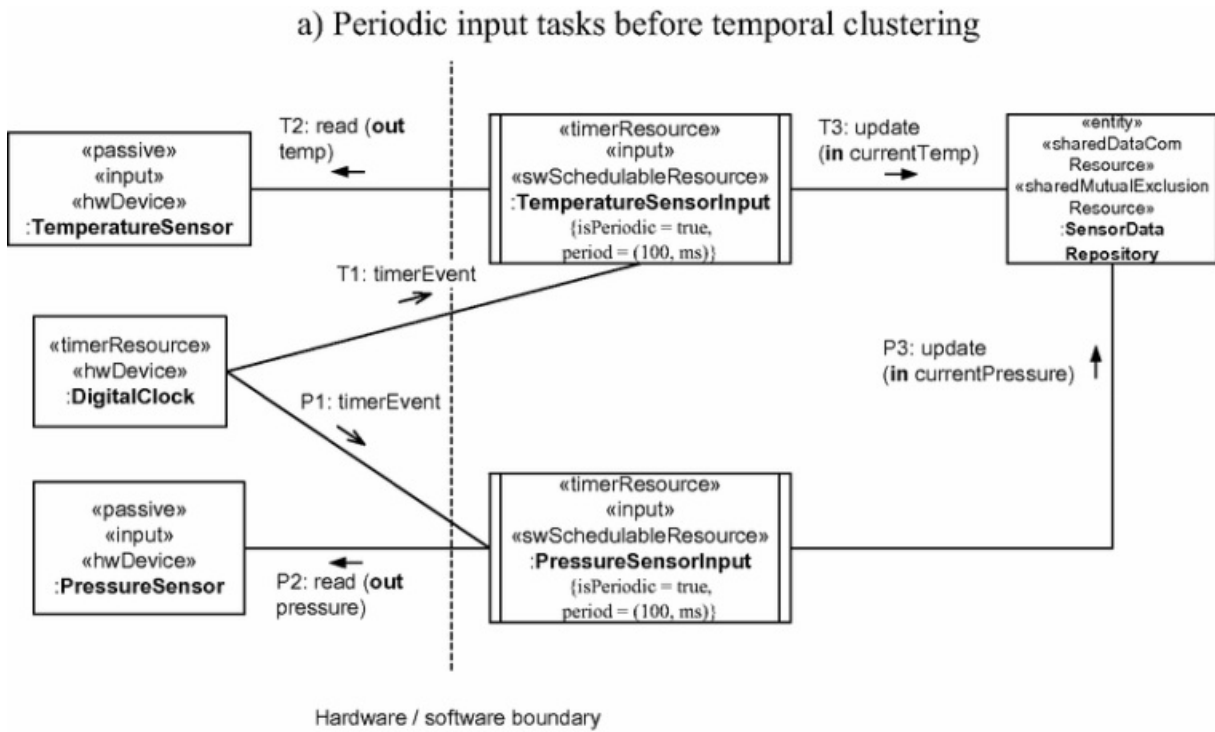 a) Periodic input tasks before temporal clustering
T2: read (out
temp)
«passive»
«input»
«hwDevice»
:TemperatureSensor
«timerResource»
«input»
«swSchedulableResource»
:TemperatureSensorInput
{isPeriodic = true,
period = (100, ms)}
T3: update
(in currentTemp)
«entity»
«sharedDataCom
Resource»
«sharedMutualExclusion
Resource»
:SensorData
Repository
T1: timerEvent
«timerResource»
«hwDevice»
:DigitalClock
P1: timerEvent
P3: update
(in currentPressure)
«passive»
«input»
«hwDevice»
:PressureSensor
P2: read (out
pressure)
«timerResource»
«input»
«swSchedulableResource»
:PressureSensorInput
{isPeriodic = true,
period = (100, ms)}
Hardware / software boundary